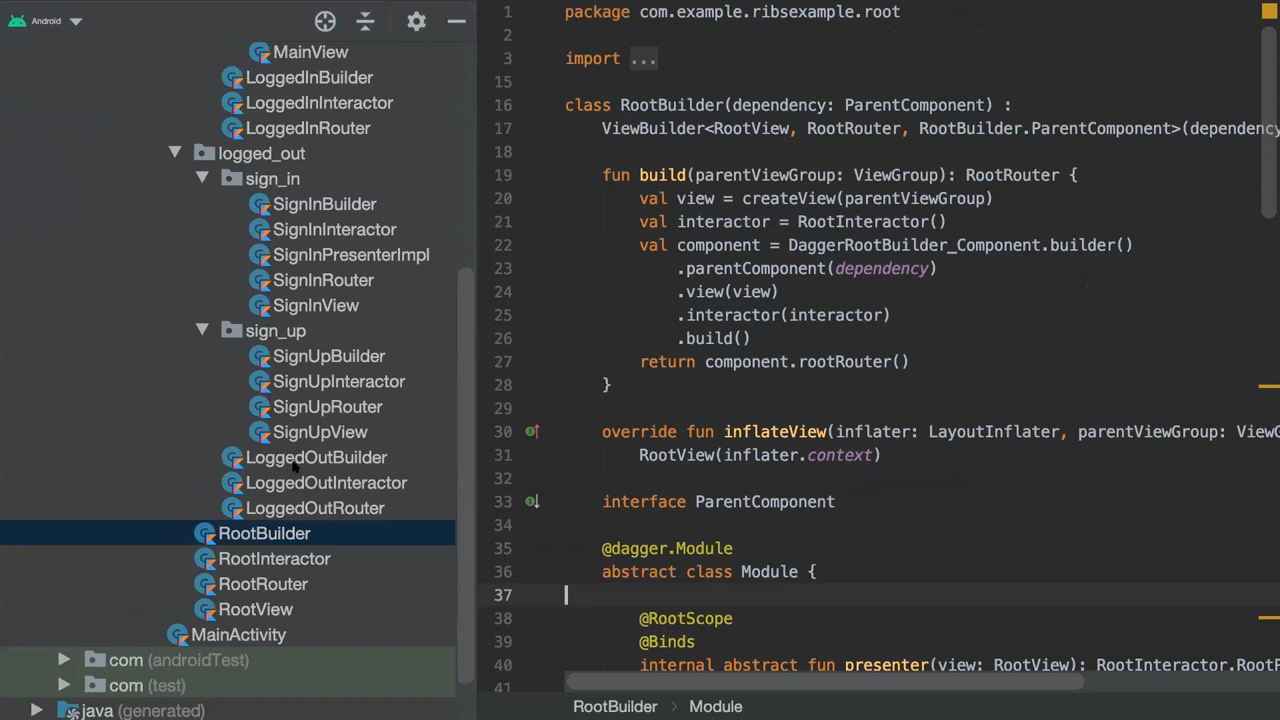 Android
MainView
LoggedInBuilder
LoggedInInteractor
LoggedInRouter
logged_out
sign_in
SignInBuilder
SignInInteractor
SignInPresenterImpl
SignInRouter
SignInView
sign_up
SignUpBuilder
SignUpInteractor
SignUpRouter
SignUpView
LoggedOutBuilder
LoggedOutInteractor
LoggedOutRouter
RootBuilder
RootInteractor
RootRouter
RootView
MainActivity
com (androidTest)
com (test)
java (generated)
1 package com.example.ribsexample.root
2
3 import ...
15
16 class RootBuilder(dependency: ParentComponent) :
17 ViewBuilder<RootView, RootRouter, RootBuilder.ParentComponent>(dependency
18
19 fun build(parentViewGroup: ViewGroup): RootRouter {
20 val view = createView(parentViewGroup)
21 val interactor = RootInteractor()
22 val component = DaggerRootBuilder_Component.builder()
23 .parentComponent(dependency)
24 .view(view)
25 .interactor(interactor)
26 .build()
27 return component.rootRouter()
28 }
29
30 override fun inflateView(inflater: LayoutInflater, parentViewGroup: ViewG
31 RootView(inflater.context)
32
33 interface ParentComponent
34
35 @dagger.Module
36 abstract class Module {
37
38 @RootScope
39 @Binds
40 internal abstract fun presenter(view: RootView): RootInteractor.RootP
41
RootBuilder > Module